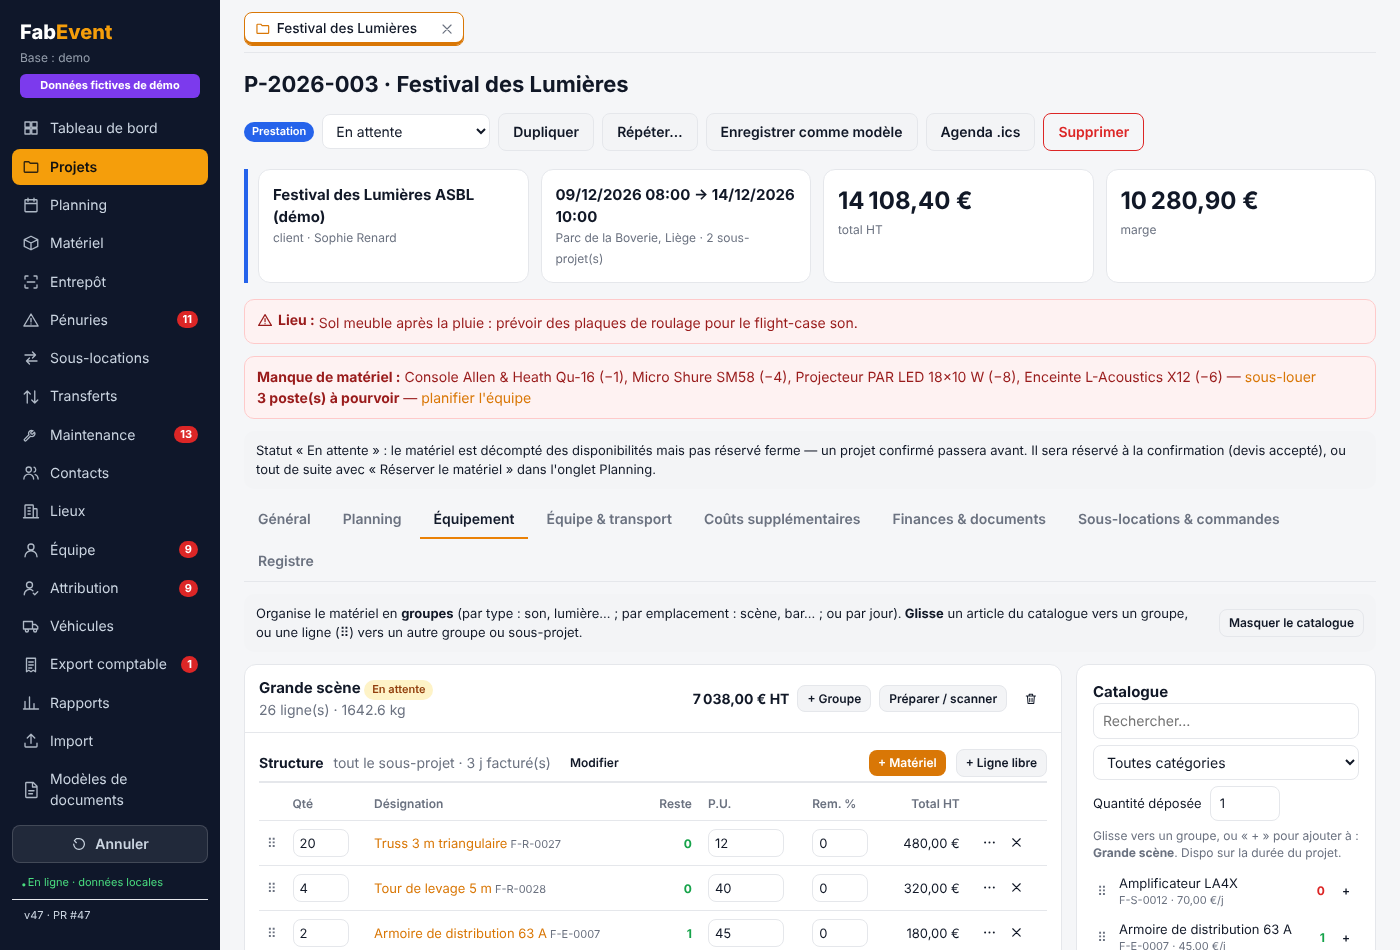 FabEvent
Base : demo
Données fictives de démo
Tableau de bord
Projets
Planning
Matériel
Entrepôt
Pénuries 11
Sous-locations
Transferts
Maintenance 13
Contacts
Lieux
Équipe 9
Attribution 9
Véhicules
Export comptable 1
Rapports
Import
Modèles de
documents
Annuler
En ligne · données locales
v47 · PR #47
Festival des Lumières
P-2026-003 · Festival des Lumières
Prestation En attente Dupliquer Répéter... Enregistrer comme modèle Agenda .ics Supprimer
Festival des Lumières ASBL
(démo)
client · Sophie Renard
09/12/2026 08:00 → 14/12/2026
10:00
Parc de la Boverie, Liège · 2 sous-
projet(s)
14 108,40 €
total HT
10 280,90 €
marge
Lieu : Sol meuble après la pluie : prévoir des plaques de roulage pour le flight-case son.
Manque de matériel : Console Allen & Heath Qu-16 (−1), Micro Shure SM58 (−4), Projecteur PAR LED 18×10 W (−8), Enceinte L-Acoustics X12 (−6) — sous-louer
3 poste(s) à pourvoir — planifier l'équipe
Statut « En attente » : le matériel est décompté des disponibilités mais pas réservé ferme — un projet confirmé passera avant. Il sera réservé à la confirmation (devis accepté), ou
tout de suite avec « Réserver le matériel » dans l'onglet Planning.
Général Planning Équipement Équipe & transport Coûts supplémentaires Finances & documents Sous-locations & commandes
Registre
Organise le matériel en groupes (par type : son, lumière... ; par emplacement : scène, bar... ; ou par jour). Glisse un article du catalogue vers un groupe,
ou une ligne (⠿) vers un autre groupe ou sous-projet.
Masquer le catalogue
Grande scène En attente
26 ligne(s) · 1642.6 kg
7 038,00 € HT + Groupe Préparer / scanner
Structure tout le sous-projet · 3 j facturé(s) Modifier + Matériel + Ligne libre
Qté Désignation Reste P.U. Rem. % Total HT
20 Truss 3 m triangulaire F-R-0027 0 12 0 480,00 € ···
4 Tour de levage 5 m F-R-0028 0 40 0 320,00 € ···
2 Armoire de distribution 63 A F-E-0007 1 45 0 180,00 € ···
Catalogue
Rechercher...
Toutes catégories
Quantité déposée 1
Glisse vers un groupe, ou « + » pour ajouter à :
Grande scène. Dispo sur la durée du projet.
Amplificateur LA4X 0 +
F-S-0012 · 70,00 €/j
Armoire de distribution 63 A 1 +
F-E-0007 · 45,00 €/j